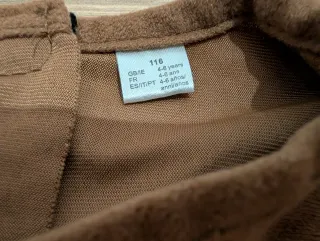 116
GB/IE 4-6 years
FR 4-6 ans
ES/IT/PT 4-6 años/
anni/anos